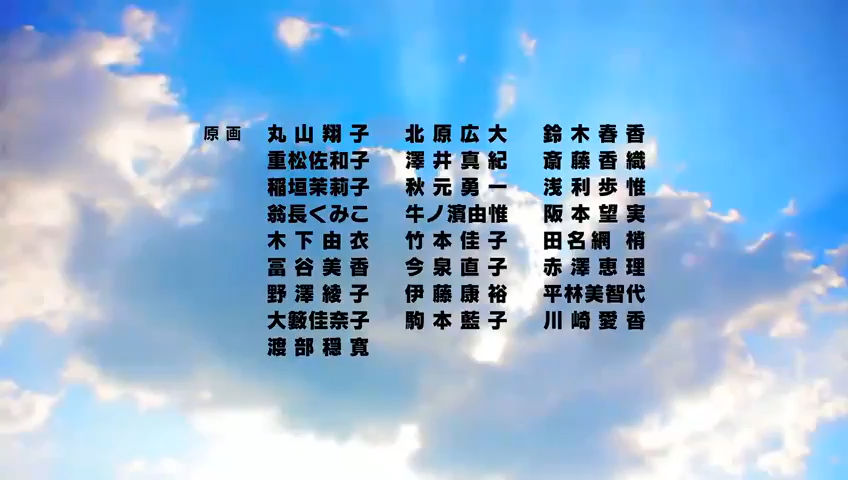 原画 丸山翔子 北原広大 鈴木春香
重松佐和子 澤井真紀 斎藤香織
稲垣茉莉子 秋元勇一 浅利歩惟
翁長くみこ 牛ノ濱由惟 阪本望実
木下由衣 竹本佳子 田名網 梢
冨谷美香 今泉直子 赤澤恵理
野澤綾子 伊藤康裕 平林美智代
大籔佳奈子 駒本藍子 川崎愛香
渡部穏寛